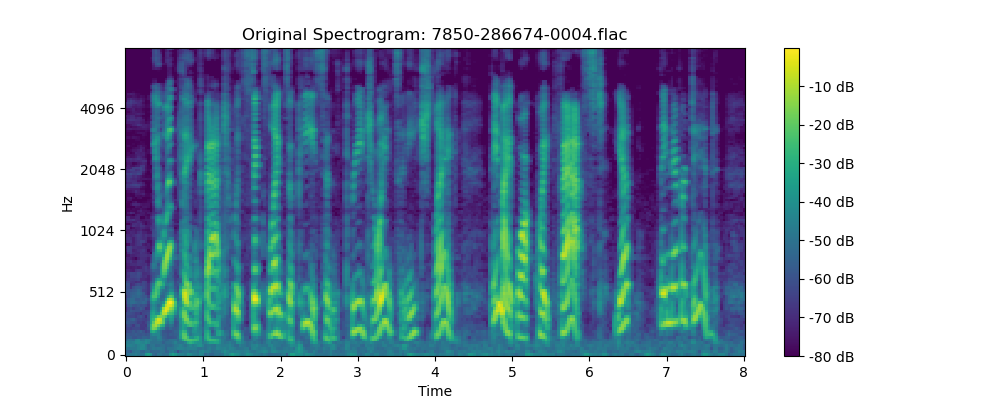 Original Spectrogram: 7850-286674-0004.flac
Hz
4096
2048
1024
512
0
0 1 2 3 4 5 6 7 8
Time
-10 dB
-20 dB
-30 dB
-40 dB
-50 dB
-60 dB
-70 dB
-80 dB